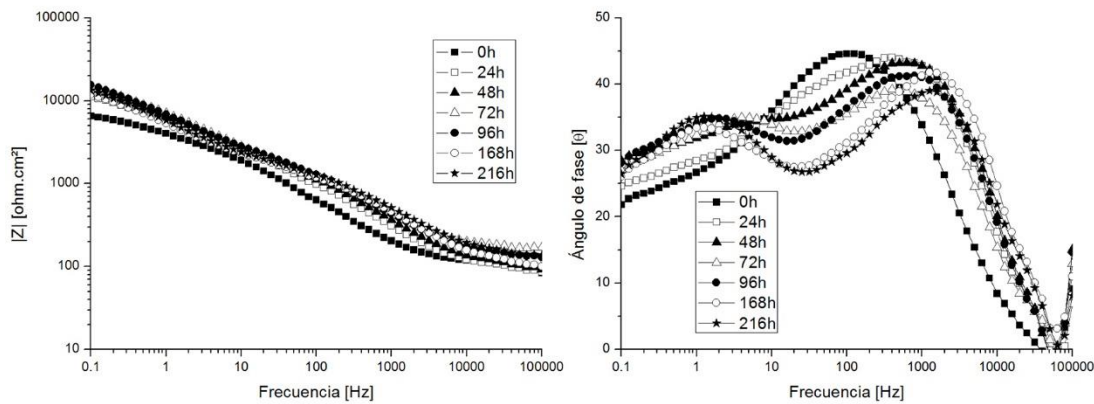 100000
10000
1000
100
10
|Z| [ohm.cm²]
0.1 1 10 100 1000 10000 100000
Frecuencia [Hz]
0h
24h
48h
72h
96h
168h
216h
50
40
30
20
10
0
Ángulo de fase [θ]
0.1 1 10 100 1000 10000 100000
Frecuencia [Hz]
0h
24h
48h
72h
96h
168h
216h